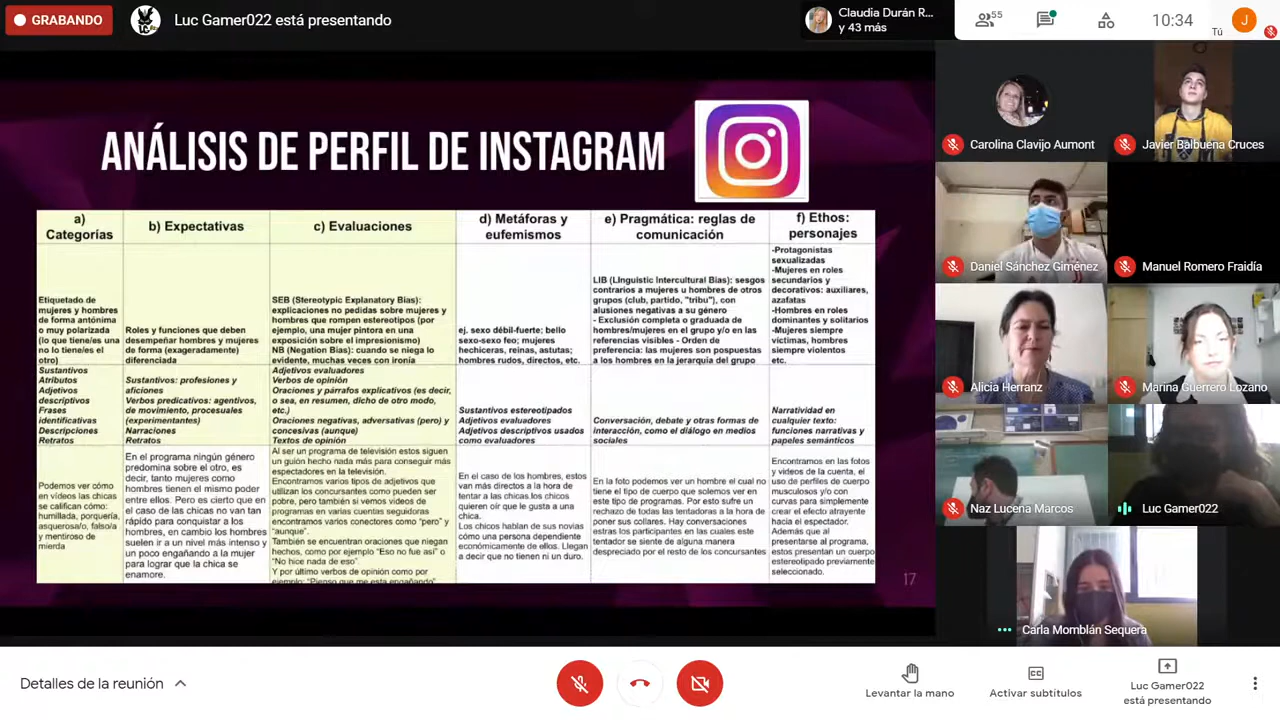 GRABANDO
Luc Gamer022 está presentando
Claudia Durán R...
y 43 más
55
10:34
Tú
J
ANÁLISIS DE PERFIL DE INSTAGRAM
a)
Categorías
b) Expectativas
c) Evaluaciones
d) Metáforas y
eufemismos
e) Pragmática: reglas de
comunicación
f) Ethos:
personajes
Etiquetado de
mujeres y hombres
de forma antónima
o muy polarizada
(lo que tiene/es una
no lo tiene/es el
otro)
Roles y funciones que deben
desempeñar hombres y mujeres
de forma (exageradamente)
diferenciada
SEB (Stereotypic Explanatory Bias):
explicaciones no pedidas sobre mujeres y
hombres que rompen estereotipos (por
ejemplo, una mujer pintora en una
exposición sobre el impresionismo)
NB (Negation Bias): cuando se niega lo
evidente, muchas veces con ironía
ej. sexo débil-fuerte; bello
sexo-sexo feo; mujeres
hechiceras, reinas, astutas;
hombres rudos, directos, etc.
LIB (LInguistic Intercultural Bias): sesgos
contrarios a mujeres u hombres de otros
grupos (club, partido, "tribu"), con
alusiones negativas a su género
- Exclusión completa o graduada de
hombres/mujeres en el grupo y/o en las
referencias visibles - Orden de
preferencia: las mujeres son pospuestas
a los hombres en la jerarquía del grupo
-Protagonistas
sexualizadas
-Mujeres en roles
secundarios y
decorativos: auxiliares,
azafatas
-Hombres en roles
dominantes y solitarios
-Mujeres siempre
víctimas, hombres
siempre violentos
etc.
Sustantivos
Atributos
Adjetivos
descriptivos
Frases
identificativas
Descripciones
Retratos
Sustantivos: profesiones y
aficiones
Verbos predicativos: agentivos,
de movimiento, procesuales
(experimentantes)
Narraciones
Retratos
Adjetivos evaluadores
Verbos de opinión
Oraciones y párrafos explicativos (es decir,
o sea, en resumen, dicho de otro modo,
etc.)
Oraciones negativas, adversativas (pero) y
concesivas (aunque)
Textos de opinión
Sustantivos estereotipados
Adjetivos evaluadores
Adjetivos descriptivos usados
como evaluadores
Conversación, debate y otras formas de
interacción, como el diálogo en medios
sociales
Narratividad en
cualquier texto:
funciones narrativas y
papeles semánticos
Podemos ver cómo
en vídeos las chicas
se califican cómo:
humillada, porquería,
asquerosa/o, falso/a
y mentiroso de
mierda
En el programa ningún género
predomina sobre el otro, es
decir, tanto mujeres como
hombres tienen el mismo poder
entre ellos. Pero es cierto que en
el caso de las chicas no van tan
rápido para conquistar a los
hombres, en cambio los hombres
suelen ir a un nivel más intenso y
un poco engañando a la mujer
para lograr que la chica se
enamore.
Al ser un programa de televisión estos siguen
un guión hecho nada más para conseguir más
espectadores en la televisión.
Encontramos varios tipos de adjetivos que
utilizan los concursantes como pueden ser
pobre, pero también si vemos vídeos de
programas en varias cuentas seguidoras
encontramos varios conectores como "pero" y
"aunque".
También se encuentran oraciones que niegan
hechos, como por ejemplo "Eso no fue así" o
"No hice nada de eso".
Y por último verbos de opinión como por
ejemplo: "Pienso que me esta engañando"
En el caso de los hombres, estos
van más directos a la hora de
tentar a las chicas.los chicos
quieren oír que le gusta a una
chica.
Los chicos hablan de sus novias
cómo una persona dependiente
económicamente de ellos. Llegan
a decir que no tienen ni un duro.
En la foto podemos ver un hombre el cual no
tiene el tipo de cuerpo que solemos ver en
este tipo de programas. Por esto sufre un
rechazo de todas las tentadoras a la hora de
poner sus collares. Hay conversaciones
estras los participantes en las cuales este
tentador se siente de alguna manera
despreciado por el resto de los concursantes
Encontramos en las fotos
y videos de la cuenta, el
uso de perfiles de cuerpo
musculosos y/o con
curvas para simplemente
crear el efecto atrayente
hacia el espectador.
Además que al
presentarse al programa,
estos presentan un cuerpo
estereotipado previamente
seleccionado.
17
Carolina Clavijo Aumont
Javier Balbuena Cruces
Daniel Sánchez Giménez
Manuel Romero Fraidía
Alicia Herranz
Marina Guerrero Lozano
Naz Lucena Marcos
Luc Gamer022
Carla Momblán Sequera
Detalles de la reunión
Levantar la mano
Activar subtítulos
Luc Gamer022
está presentando